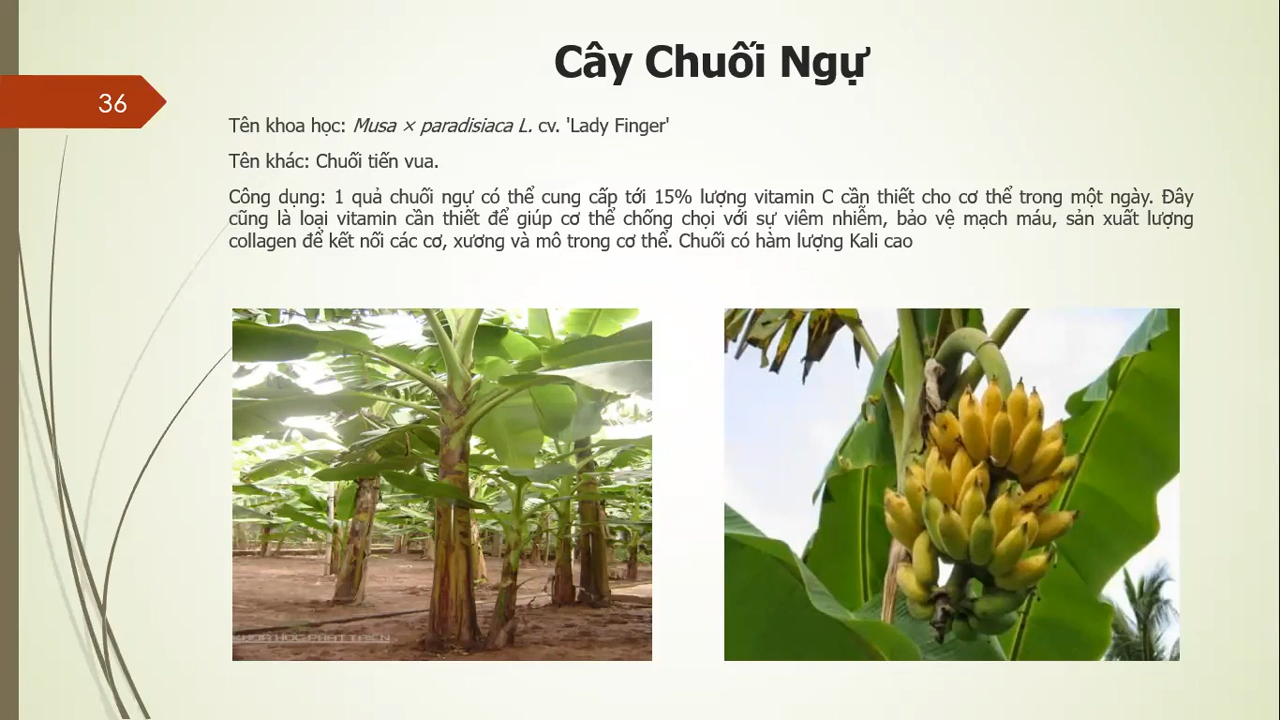 Cây Chuối Ngự
36
Tên khoa học: Musa × paradisiaca L. cv. 'Lady Finger'
Tên khác: Chuối tiến vua.
Công dụng: 1 quả chuối ngự có thể cung cấp tới 15% lượng vitamin C cần thiết cho cơ thể trong một ngày. Đây
cũng là loại vitamin cần thiết để giúp cơ thể chống chọi với sự viêm nhiễm, bảo vệ mạch máu, sản xuất lượng
collagen để kết nối các cơ, xương và mô trong cơ thể. Chuối có hàm lượng Kali cao
KHOA HỌC PHÁT TRIỂN